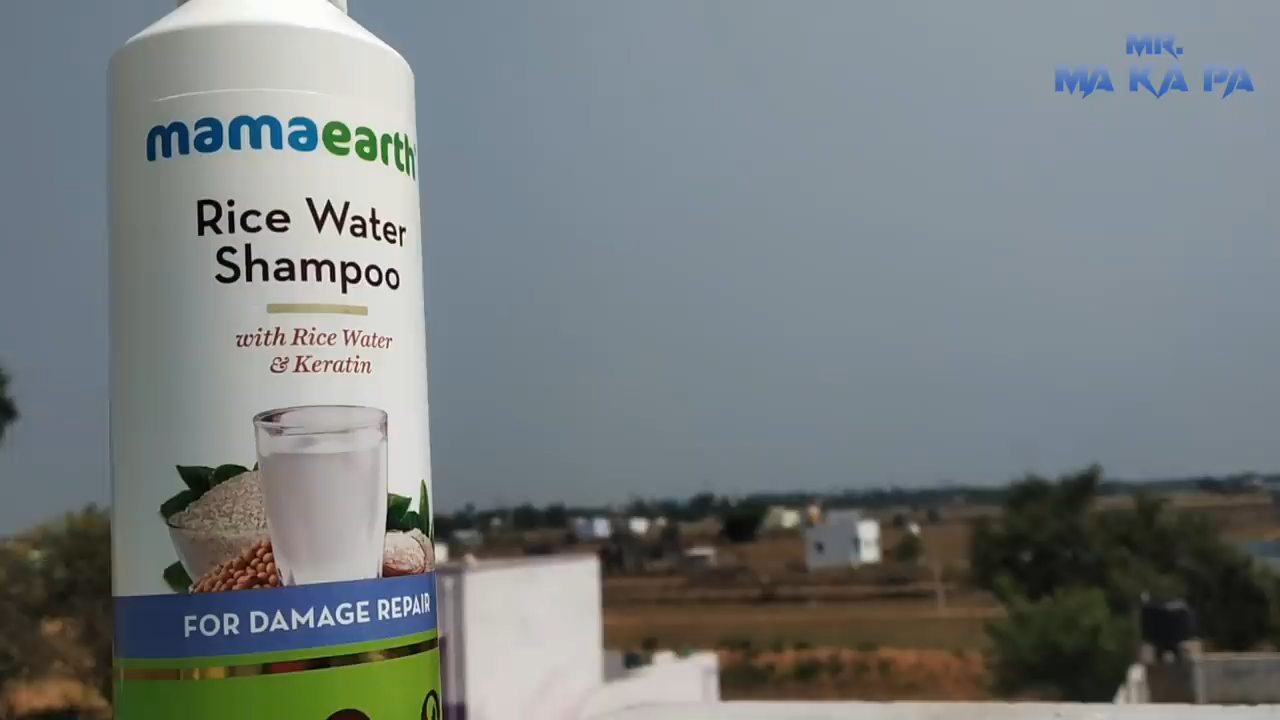 MR.
MA KA PA
mamaearth
Rice Water
Shampoo
with Rice Water
& Keratin
FOR DAMAGE REPAIR